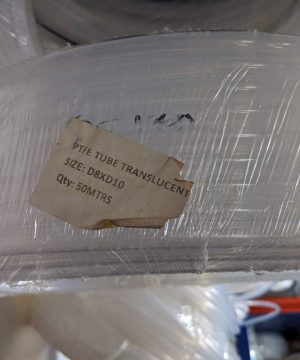 PTFE TUBE TRANSLUCENT
SIZE: D8XD10
Qty: 50MTRS